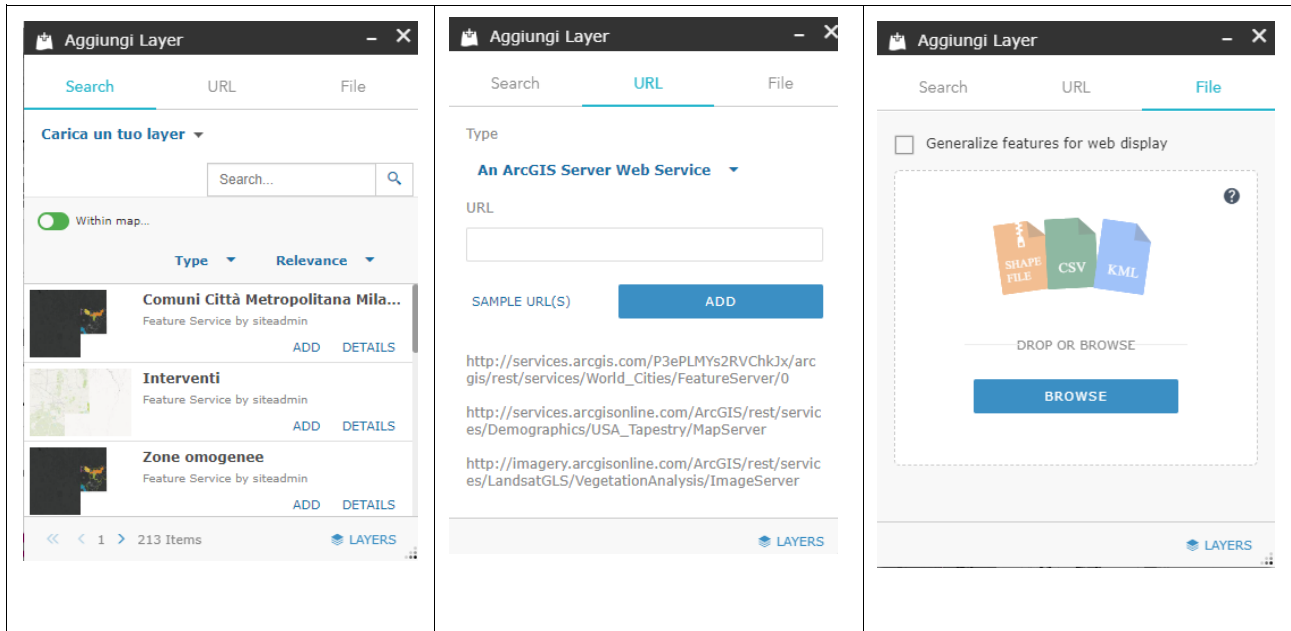 Aggiungi Layer
Search URL File
Carica un tuo layer
Search...
Within map...
Type Relevance
Comuni Città Metropolitana Mila...
Feature Service by siteadmin
ADD DETAILS
Interventi
Feature Service by siteadmin
ADD DETAILS
Zone omogenee
Feature Service by siteadmin
ADD DETAILS
1 213 Items LAYERS
Aggiungi Layer
Search URL File
Type
An ArcGIS Server Web Service
URL
SAMPLE URL(S) ADD
http://services.arcgis.com/P3ePLMYs2RVChkJx/arc
gis/rest/services/World_Cities/FeatureServer/0
http://services.arcgisonline.com/ArcGIS/rest/servic
es/Demographics/USA_Tapestry/MapServer
http://imagery.arcgisonline.com/ArcGIS/rest/servic
es/LandsatGLS/VegetationAnalysis/ImageServer
LAYERS
Aggiungi Layer
Search URL File
Generalize features for web display
?
SHAPE
FILE
CSV
KML
DROP OR BROWSE
BROWSE
LAYERS